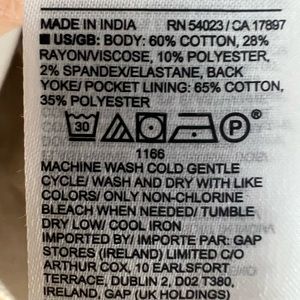 MADE IN INDIA RN 54023 / CA 17897
■ US/GB: BODY: 60% COTTON, 28%
RAYON/VISCOSE, 10% POLYESTER,
2% SPANDEX/ELASTANE, BACK
YOKE/ POCKET LINING: 65% COTTON,
35% POLYESTER
30 P
1166
MACHINE WASH COLD GENTLE
CYCLE/ WASH AND DRY WITH LIKE
COLORS/ ONLY NON-CHLORINE
BLEACH WHEN NEEDED/ TUMBLE
DRY LOW/ COOL IRON
IMPORTED BY/ IMPORTE PAR: GAP
STORES (IRELAND) LIMITED C/O
ARTHUR COX, 10 EARLSFORT
TERRACE, DUBLIN 2, D02 T380,
IRELAND, GAP (UK HOLDINGS)